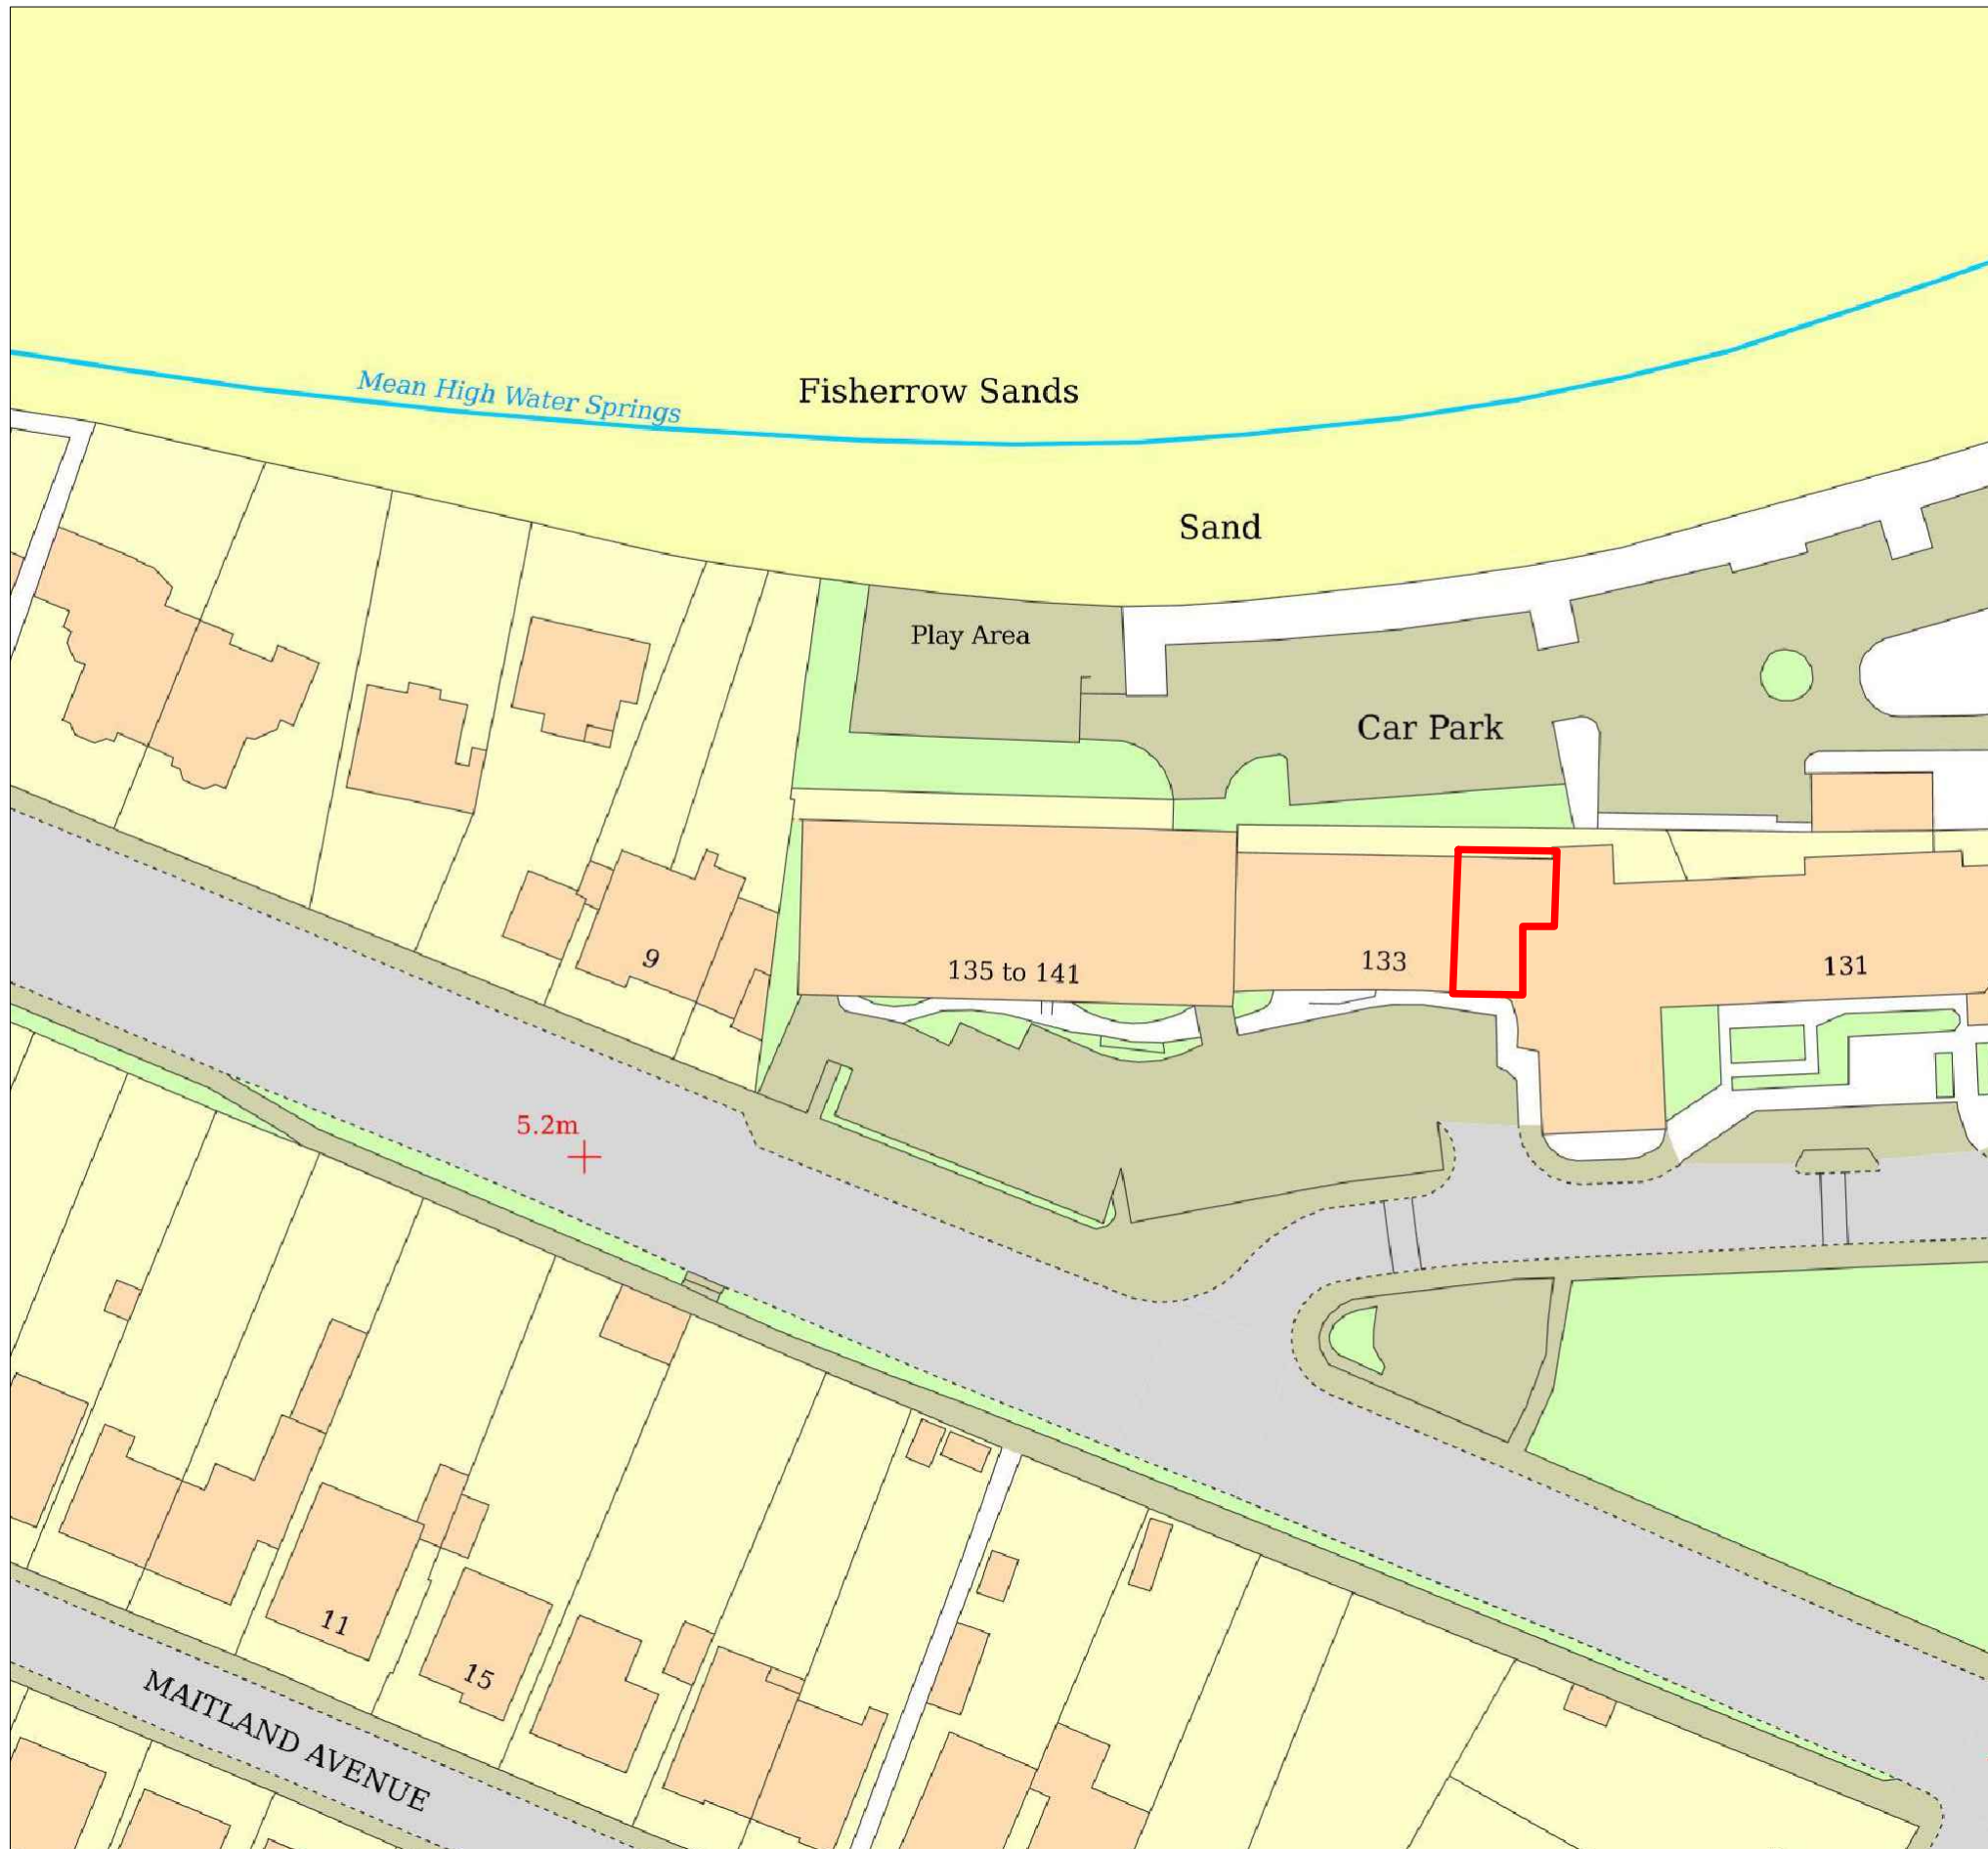 Mean High Water Springs
Fisherrow Sands
Sand
Play Area
Car Park
9
135 to 141
133
131
5.2m
11
15
MAITLAND AVENUE